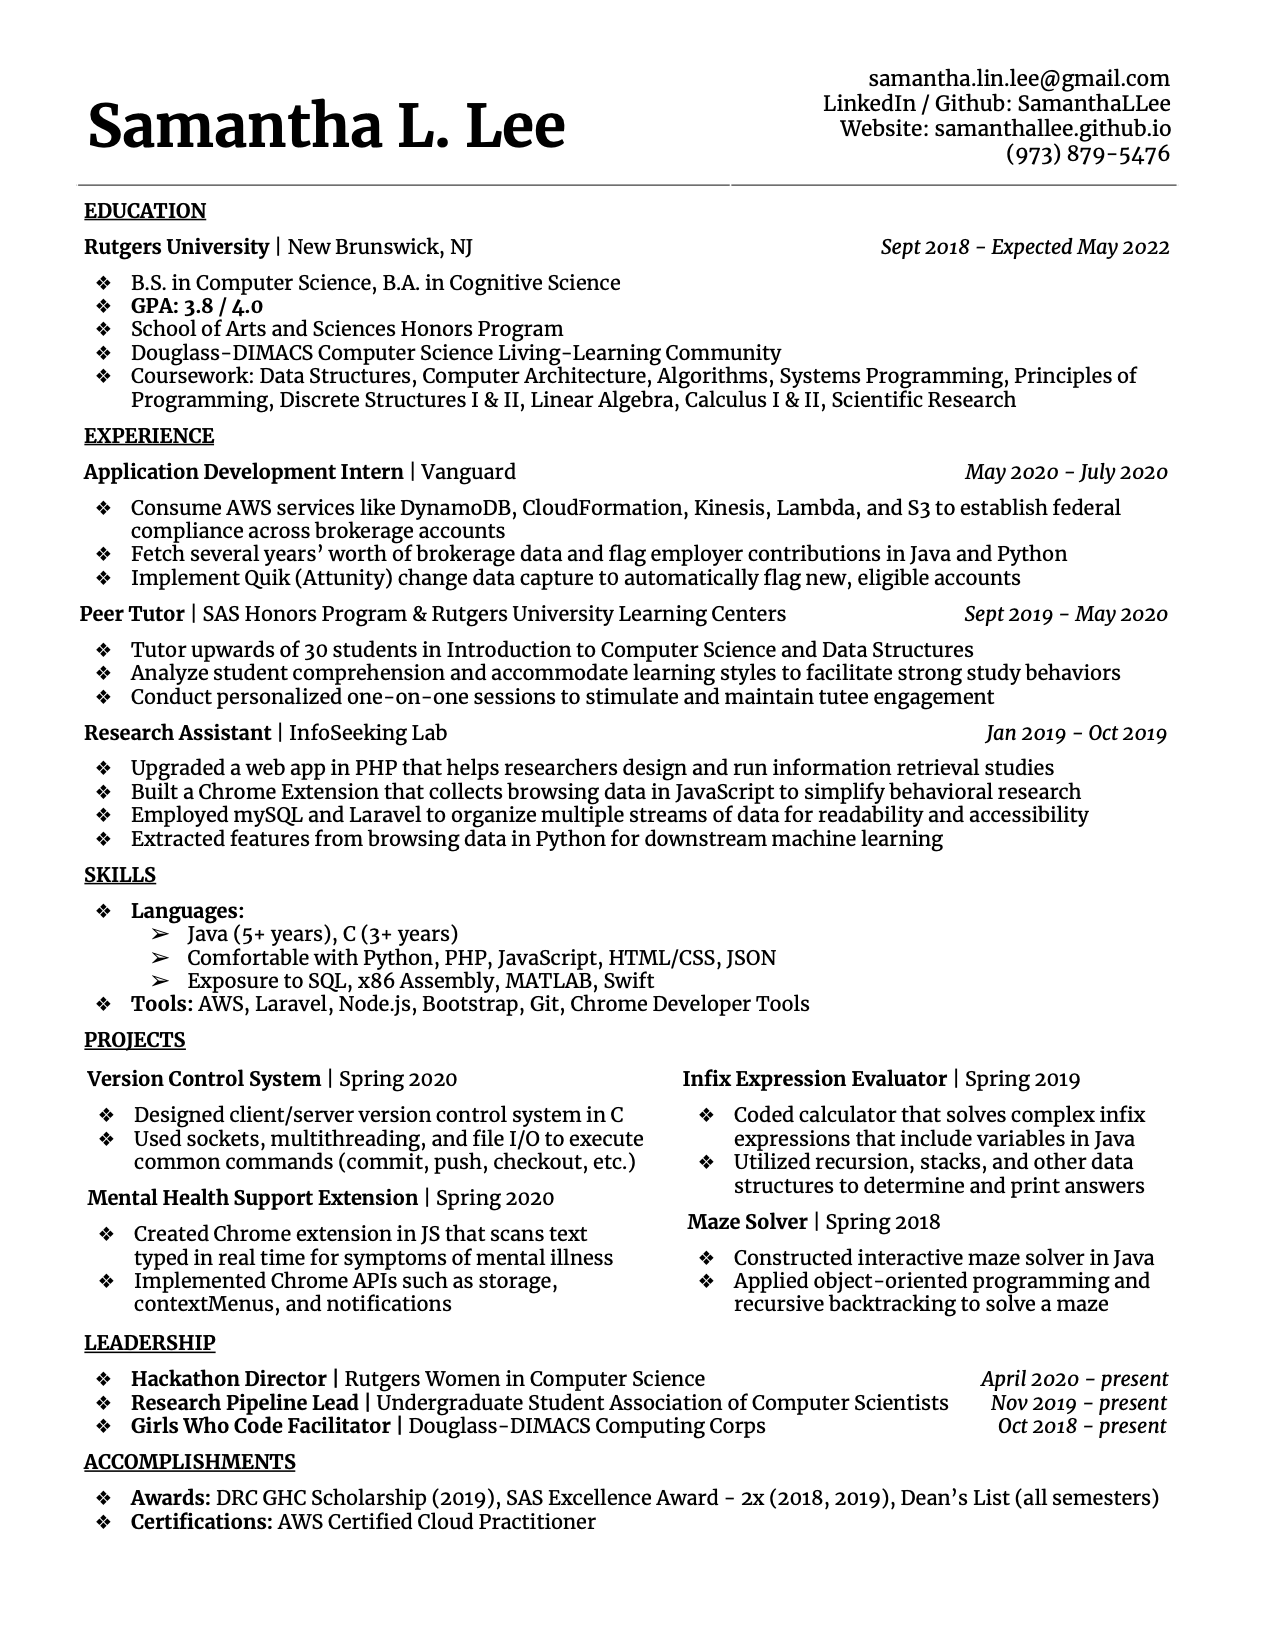 Samantha L. Lee
samantha.lin.lee@gmail.com
LinkedIn / Github: SamanthaLLee
Website: samanthallee.github.io
(973) 879-5476
EDUCATION
Rutgers University | New Brunswick, NJ Sept 2018 - Expected May 2022
❖ B.S. in Computer Science, B.A. in Cognitive Science
❖ GPA: 3.8 / 4.0
❖ School of Arts and Sciences Honors Program
❖ Douglass-DIMACS Computer Science Living-Learning Community
❖ Coursework: Data Structures, Computer Architecture, Algorithms, Systems Programming, Principles of
Programming, Discrete Structures I & II, Linear Algebra, Calculus I & II, Scientific Research
EXPERIENCE
Application Development Intern | Vanguard May 2020 - July 2020
❖ Consume AWS services like DynamoDB, CloudFormation, Kinesis, Lambda, and S3 to establish federal
compliance across brokerage accounts
❖ Fetch several years’ worth of brokerage data and flag employer contributions in Java and Python
❖ Implement Quik (Attunity) change data capture to automatically flag new, eligible accounts
Peer Tutor | SAS Honors Program & Rutgers University Learning Centers Sept 2019 - May 2020
❖ Tutor upwards of 30 students in Introduction to Computer Science and Data Structures
❖ Analyze student comprehension and accommodate learning styles to facilitate strong study behaviors
❖ Conduct personalized one-on-one sessions to stimulate and maintain tutee engagement
Research Assistant | InfoSeeking Lab Jan 2019 - Oct 2019
❖ Upgraded a web app in PHP that helps researchers design and run information retrieval studies
❖ Built a Chrome Extension that collects browsing data in JavaScript to simplify behavioral research
❖ Employed mySQL and Laravel to organize multiple streams of data for readability and accessibility
❖ Extracted features from browsing data in Python for downstream machine learning
SKILLS
❖ Languages:
➢ Java (5+ years), C (3+ years)
➢ Comfortable with Python, PHP, JavaScript, HTML/CSS, JSON
➢ Exposure to SQL, x86 Assembly, MATLAB, Swift
❖ Tools: AWS, Laravel, Node.js, Bootstrap, Git, Chrome Developer Tools
PROJECTS
Version Control System | Spring 2020
❖ Designed client/server version control system in C
❖ Used sockets, multithreading, and file I/O to execute
common commands (commit, push, checkout, etc.)
Mental Health Support Extension | Spring 2020
❖ Created Chrome extension in JS that scans text
typed in real time for symptoms of mental illness
❖ Implemented Chrome APIs such as storage,
contextMenus, and notifications
Infix Expression Evaluator | Spring 2019
❖ Coded calculator that solves complex infix
expressions that include variables in Java
❖ Utilized recursion, stacks, and other data
structures to determine and print answers
Maze Solver | Spring 2018
❖ Constructed interactive maze solver in Java
❖ Applied object-oriented programming and
recursive backtracking to solve a maze
LEADERSHIP
❖ Hackathon Director | Rutgers Women in Computer Science April 2020 - present
❖ Research Pipeline Lead | Undergraduate Student Association of Computer Scientists Nov 2019 - present
❖ Girls Who Code Facilitator | Douglass-DIMACS Computing Corps Oct 2018 - present
ACCOMPLISHMENTS
❖ Awards: DRC GHC Scholarship (2019), SAS Excellence Award - 2x (2018, 2019), Dean’s List (all semesters)
❖ Certifications: AWS Certified Cloud Practitioner